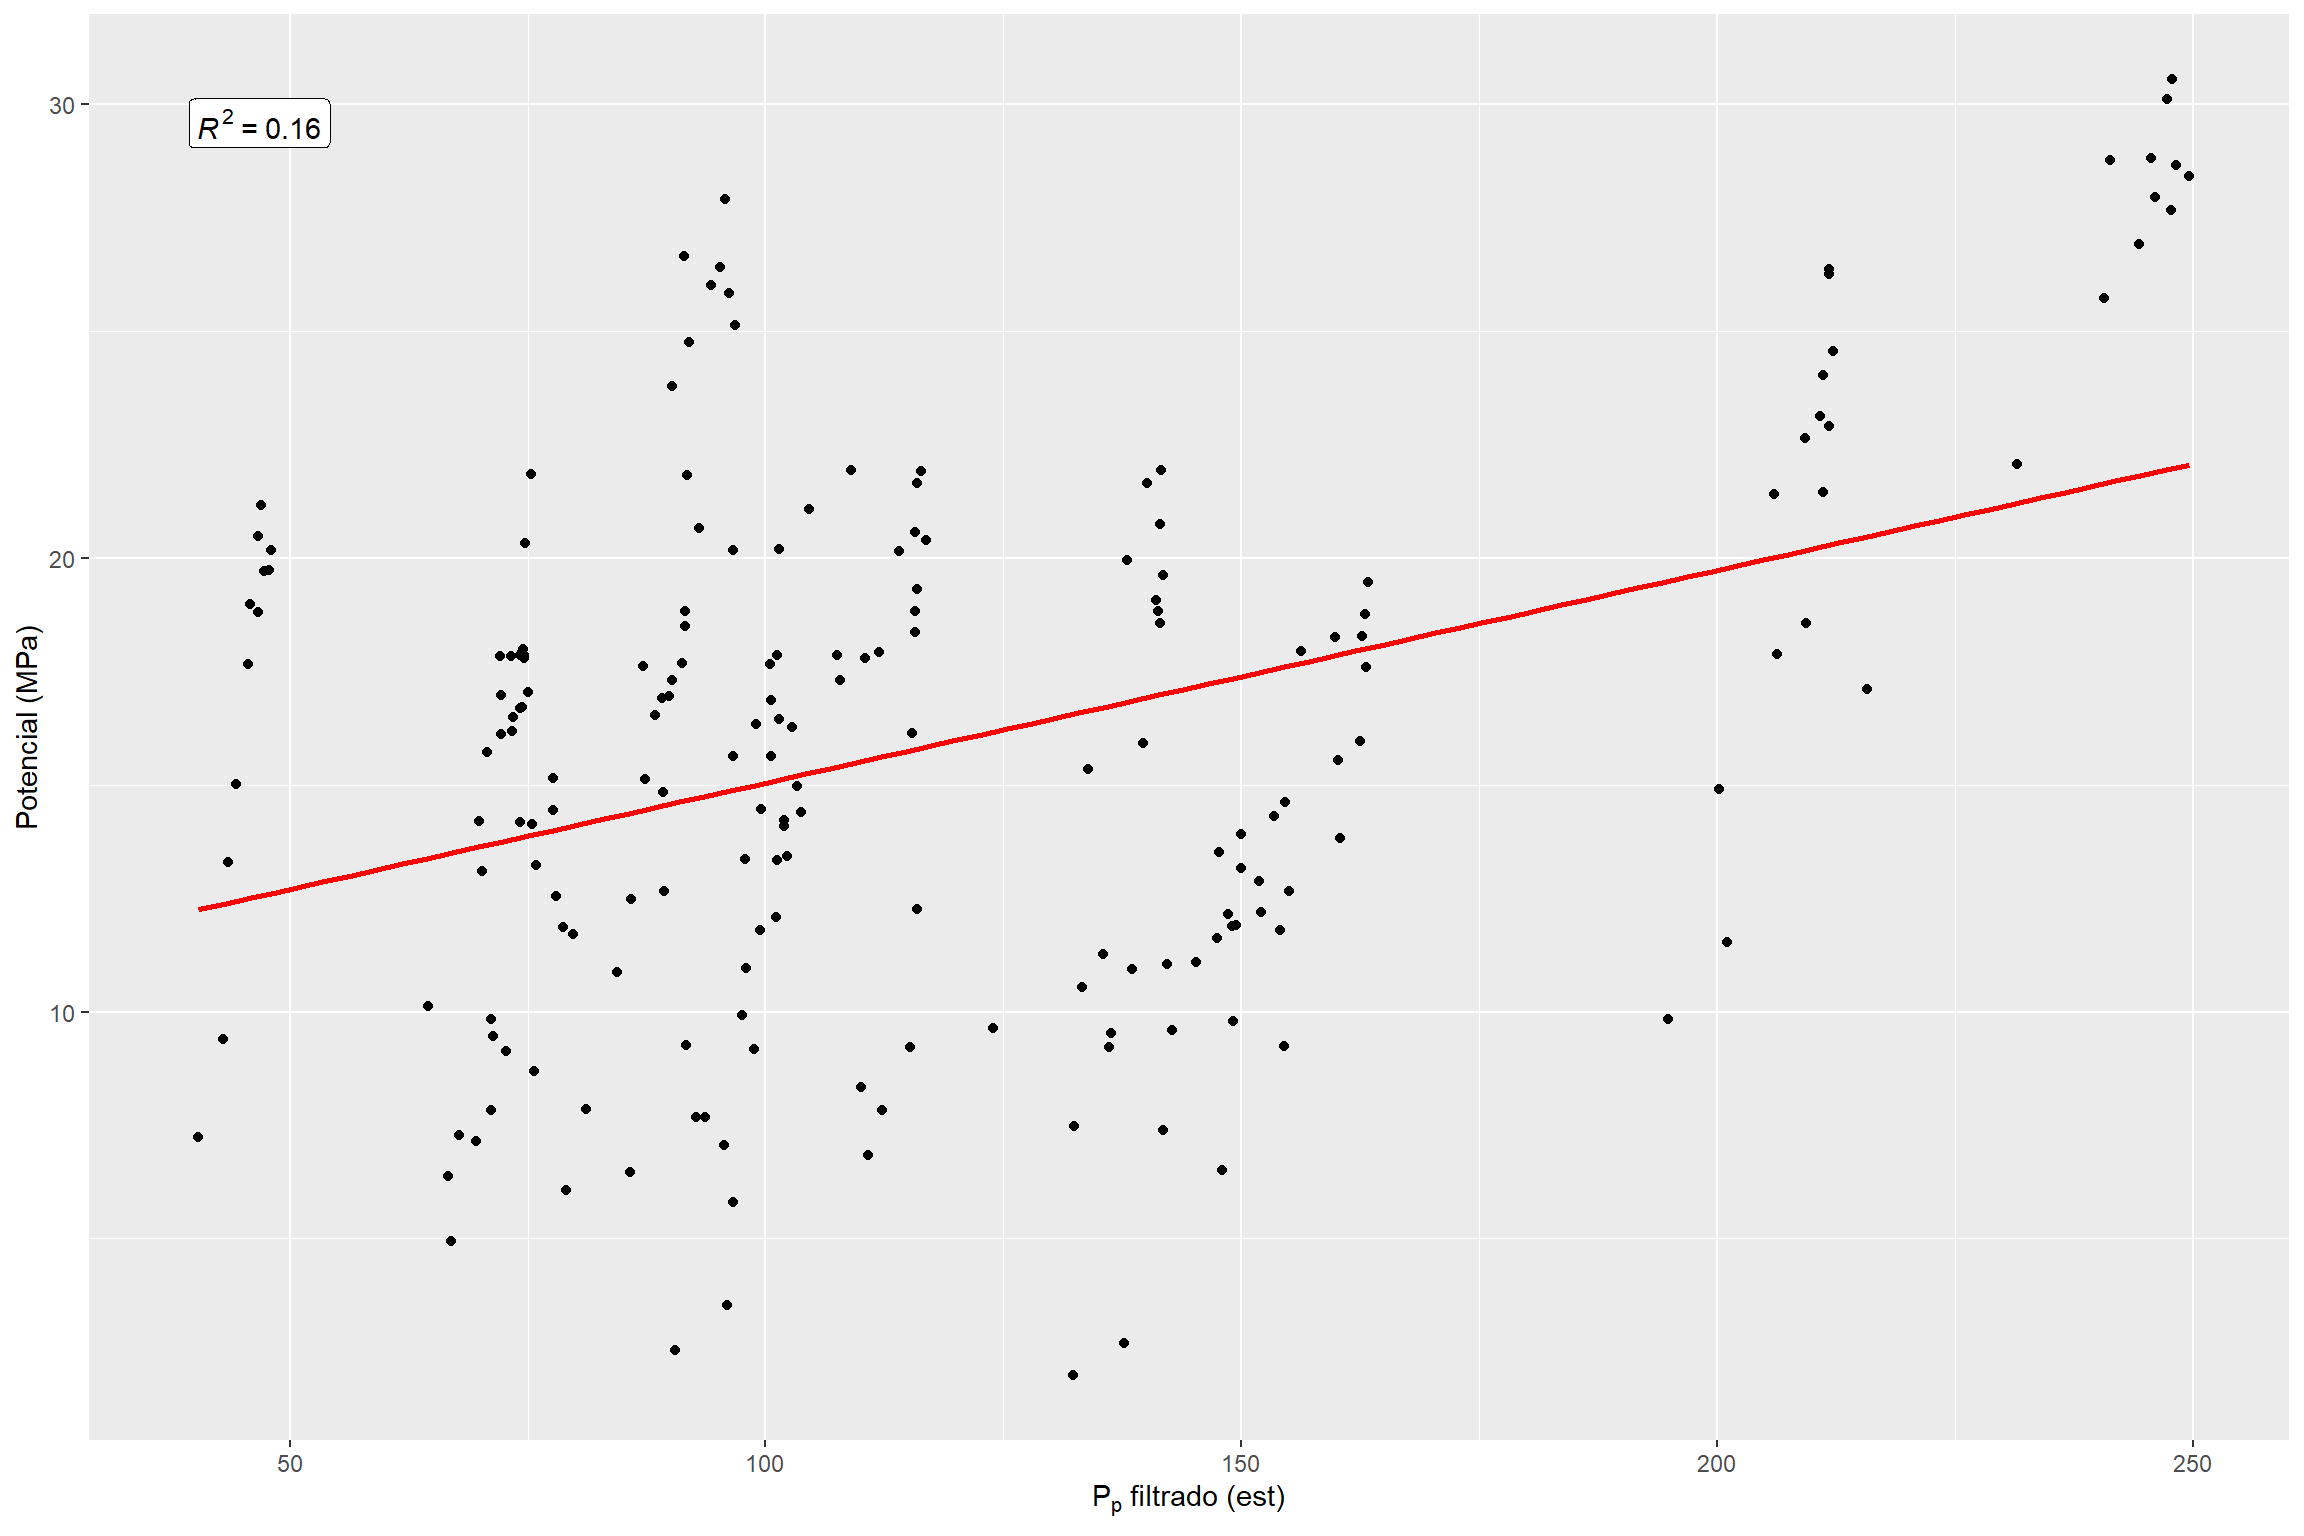 R² = 0.16
Potencial (MPa)
30
20
10
50 100 150 200 250
Pp filtrado (est)